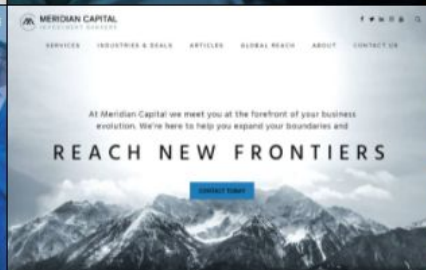 MERIDIAN CAPITAL
INVESTMENT BANKERS
SERVICES INDUSTRIES & DEALS ARTICLES GLOBAL REACH ABOUT CONTACT US
At Meridian Capital we meet you at the forefront of your business
evolution. We're here to help you expand your boundaries and
REACH NEW FRONTIERS
CONTACT TODAY